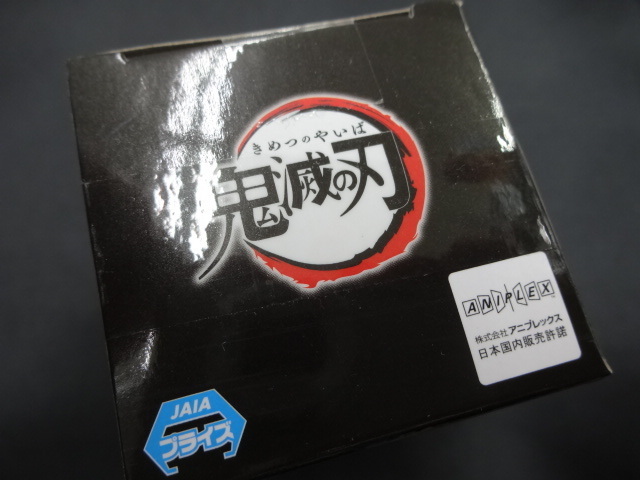 きめつのやいば
鬼滅の刃
ANIPLEX
株式会社アニプレックス
日本国内販売許諾
JAIA
プライズ